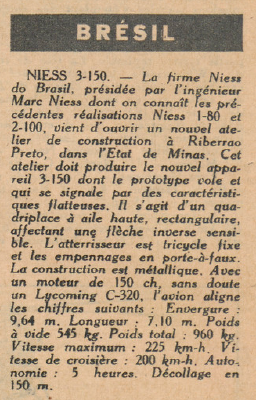 BRÉSIL
NIESS 3-150. — La firme Niess
do Brasil, présidée par l'ingénieur
Marc Niess dont on connaît les pré-
cédentes réalisations Niess 1-80 et
2-100, vient d'ouvrir un nouvel ate-
lier de construction à Riberrao
Preto, dans l'Etat de Minas. Cet
atelier doit produire le nouvel appa-
reil 3-150 dont le prototype vole et
qui se signale par des caractéristi-
ques flatteuses. Il s'agit d'un qua-
driplace à aile haute, rectangulaire,
affectant une flèche inverse sensi-
ble. L'atterrisseur est tricycle fixe
et les empennages en porte-à-faux.
La construction est métallique. Avec
un moteur de 150 ch, sans doute
un Lycoming C-320, l'avion aligne
les chiffres suivants : Envergure :
9,64 m. Longueur : 7,10 m. Poids
à vide 545 kg. Poids total : 960 kg.
Vitesse maximum : 225 km-h. Vi-
tesse de croisière : 200 km-h. Auto-
nomie : 5 heures. Décollage en
150 m.